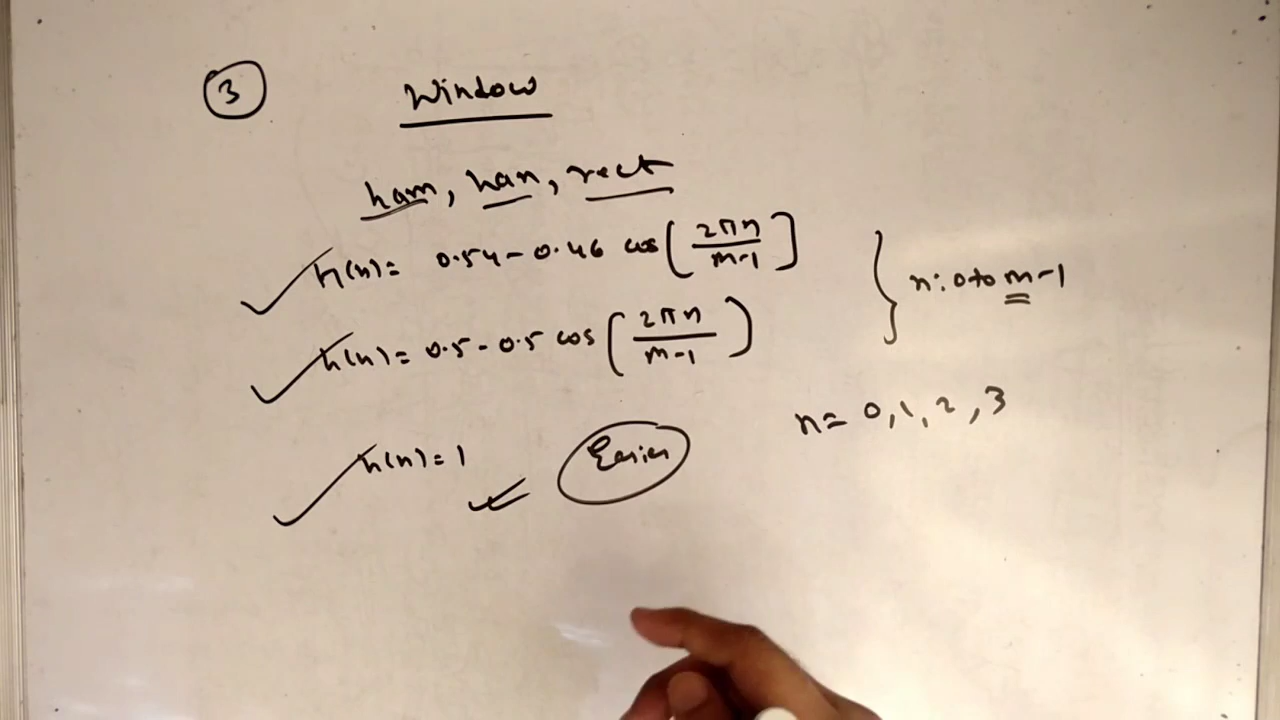 3 Window
ham, han, rect
h(n) = 0.54 - 0.46 cos [2πn / m-1]
h(n) = 0.5 - 0.5 cos (2πn / m-1)
} n: 0 to m-1
n = 0, 1, 2, 3
h(n) = 1 Easier